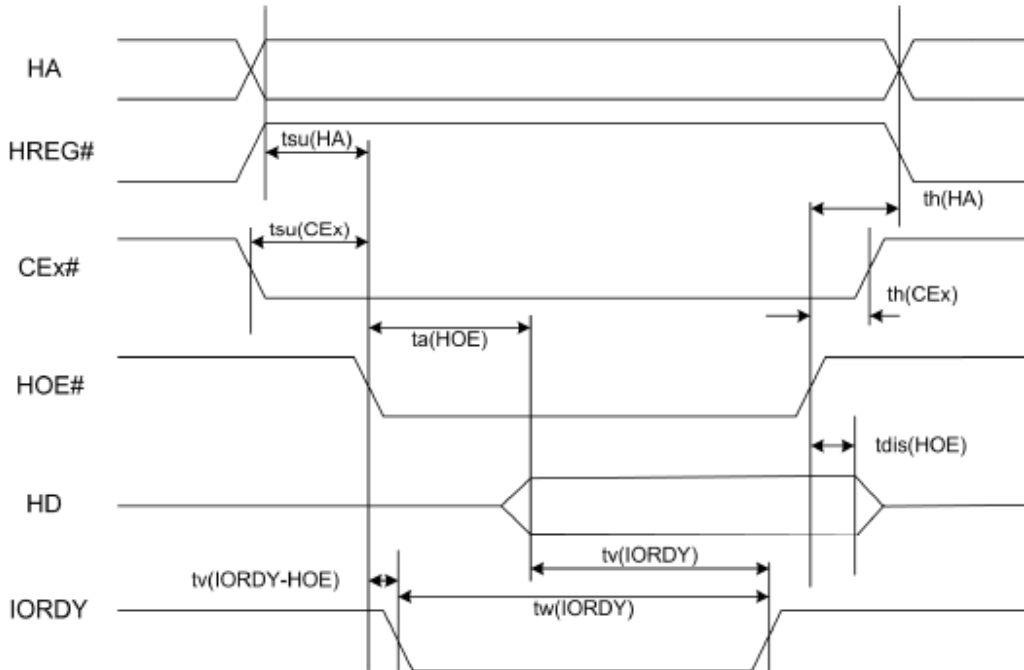 HA
tsu(HA)
HREG#
th(HA)
tsu(CEx)
CEx#
th(CEx)
ta(HOE)
HOE#
tdis(HOE)
HD
tv(IORDY)
tv(IORDY-HOE)
tw(IORDY)
IORDY